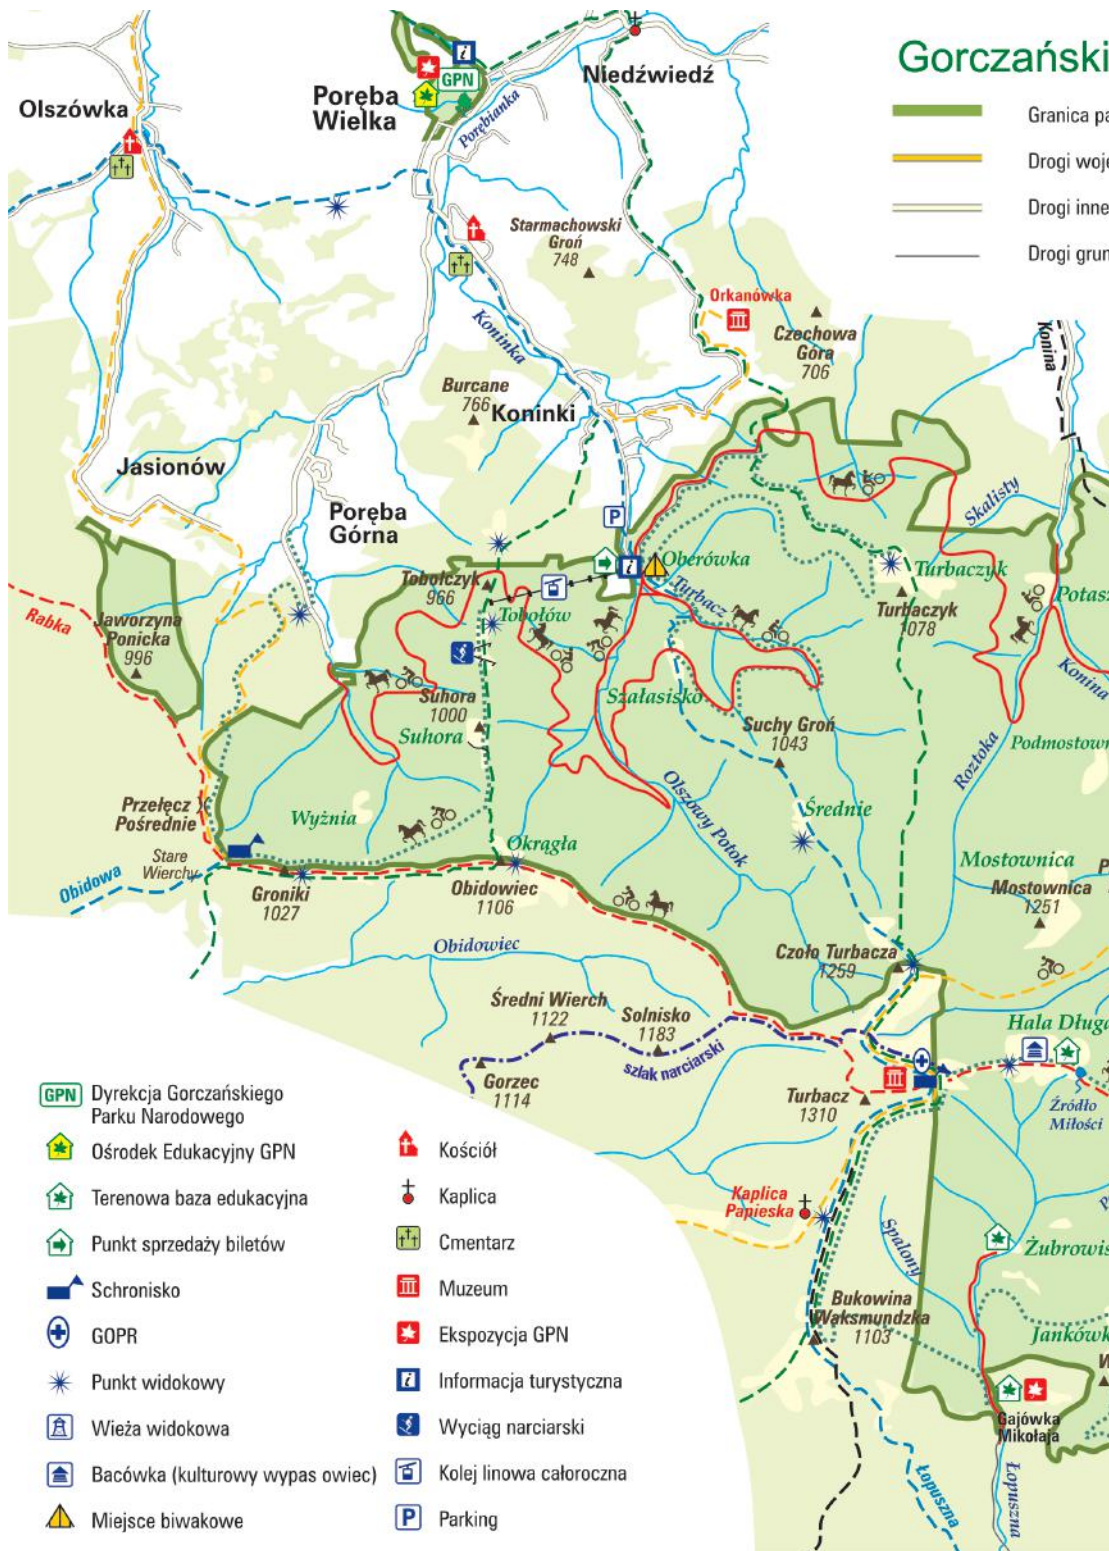 Gorczański
Granica pa
Drogi woje
Drogi inne
Drogi grun
Olszówka
Poręba
Wielka
GPN
Porębianka
Niedźwiedź
Starmachowski
Groń
748
Orkanówka
Czechowa
Góra
706
Konina
Koninka
Burcane
766
Koninki
Jasionów
Poręba
Górna
P
Skalisty
Oberówka
Turbacz
Turbaczyk
Turbaczyk
1078
Potasz
Konina
Tobołczyk
966
Tobołów
Rabka
Jaworzyna
Ponicka
996
Suhora
1000
Suhora
Szałasisko
Suchy Groń
1043
Roztoka
Podmostown
Przełęcz
Pośrednie
Wyżnia
Olszowy Potok
Średnie
Stare
Wierchy
Obidowa
Groniki
1027
Obidowiec
1106
Okrągła
Mostownica
Mostownica
1251
P
Obidowiec
Czoło Turbacza
1259
Średni Wierch
1122
Solnisko
1183
szlak narciarski
Gorzec
1114
Hala Długa
Turbacz
1310
Źródło
Miłości
Kaplica
Papieska
Spalony
P
Żubrowis
Bukowina
Waksmundzka
1103
Jankówk
W
Gajówka
Mikołaja
Łopuszna
Łopuszna
GPN Dyrekcja Gorczańskiego
Parku Narodowego
Ośrodek Edukacyjny GPN
Terenowa baza edukacyjna
Punkt sprzedaży biletów
Schronisko
GOPR
Punkt widokowy
Wieża widokowa
Bacówka (kulturowy wypas owiec)
Miejsce biwakowe
Kościół
Kaplica
Cmentarz
Muzeum
Ekspozycja GPN
i Informacja turystyczna
Wyciąg narciarski
Kolej linowa całoroczna
P Parking